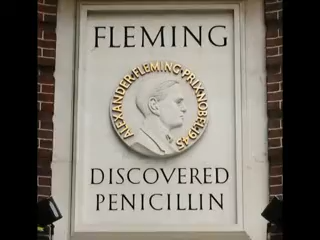 FLEMING
ALEXANDER·FLEMING·PRIX·NOBEL·1945
DISCOVERED
PENICILLIN